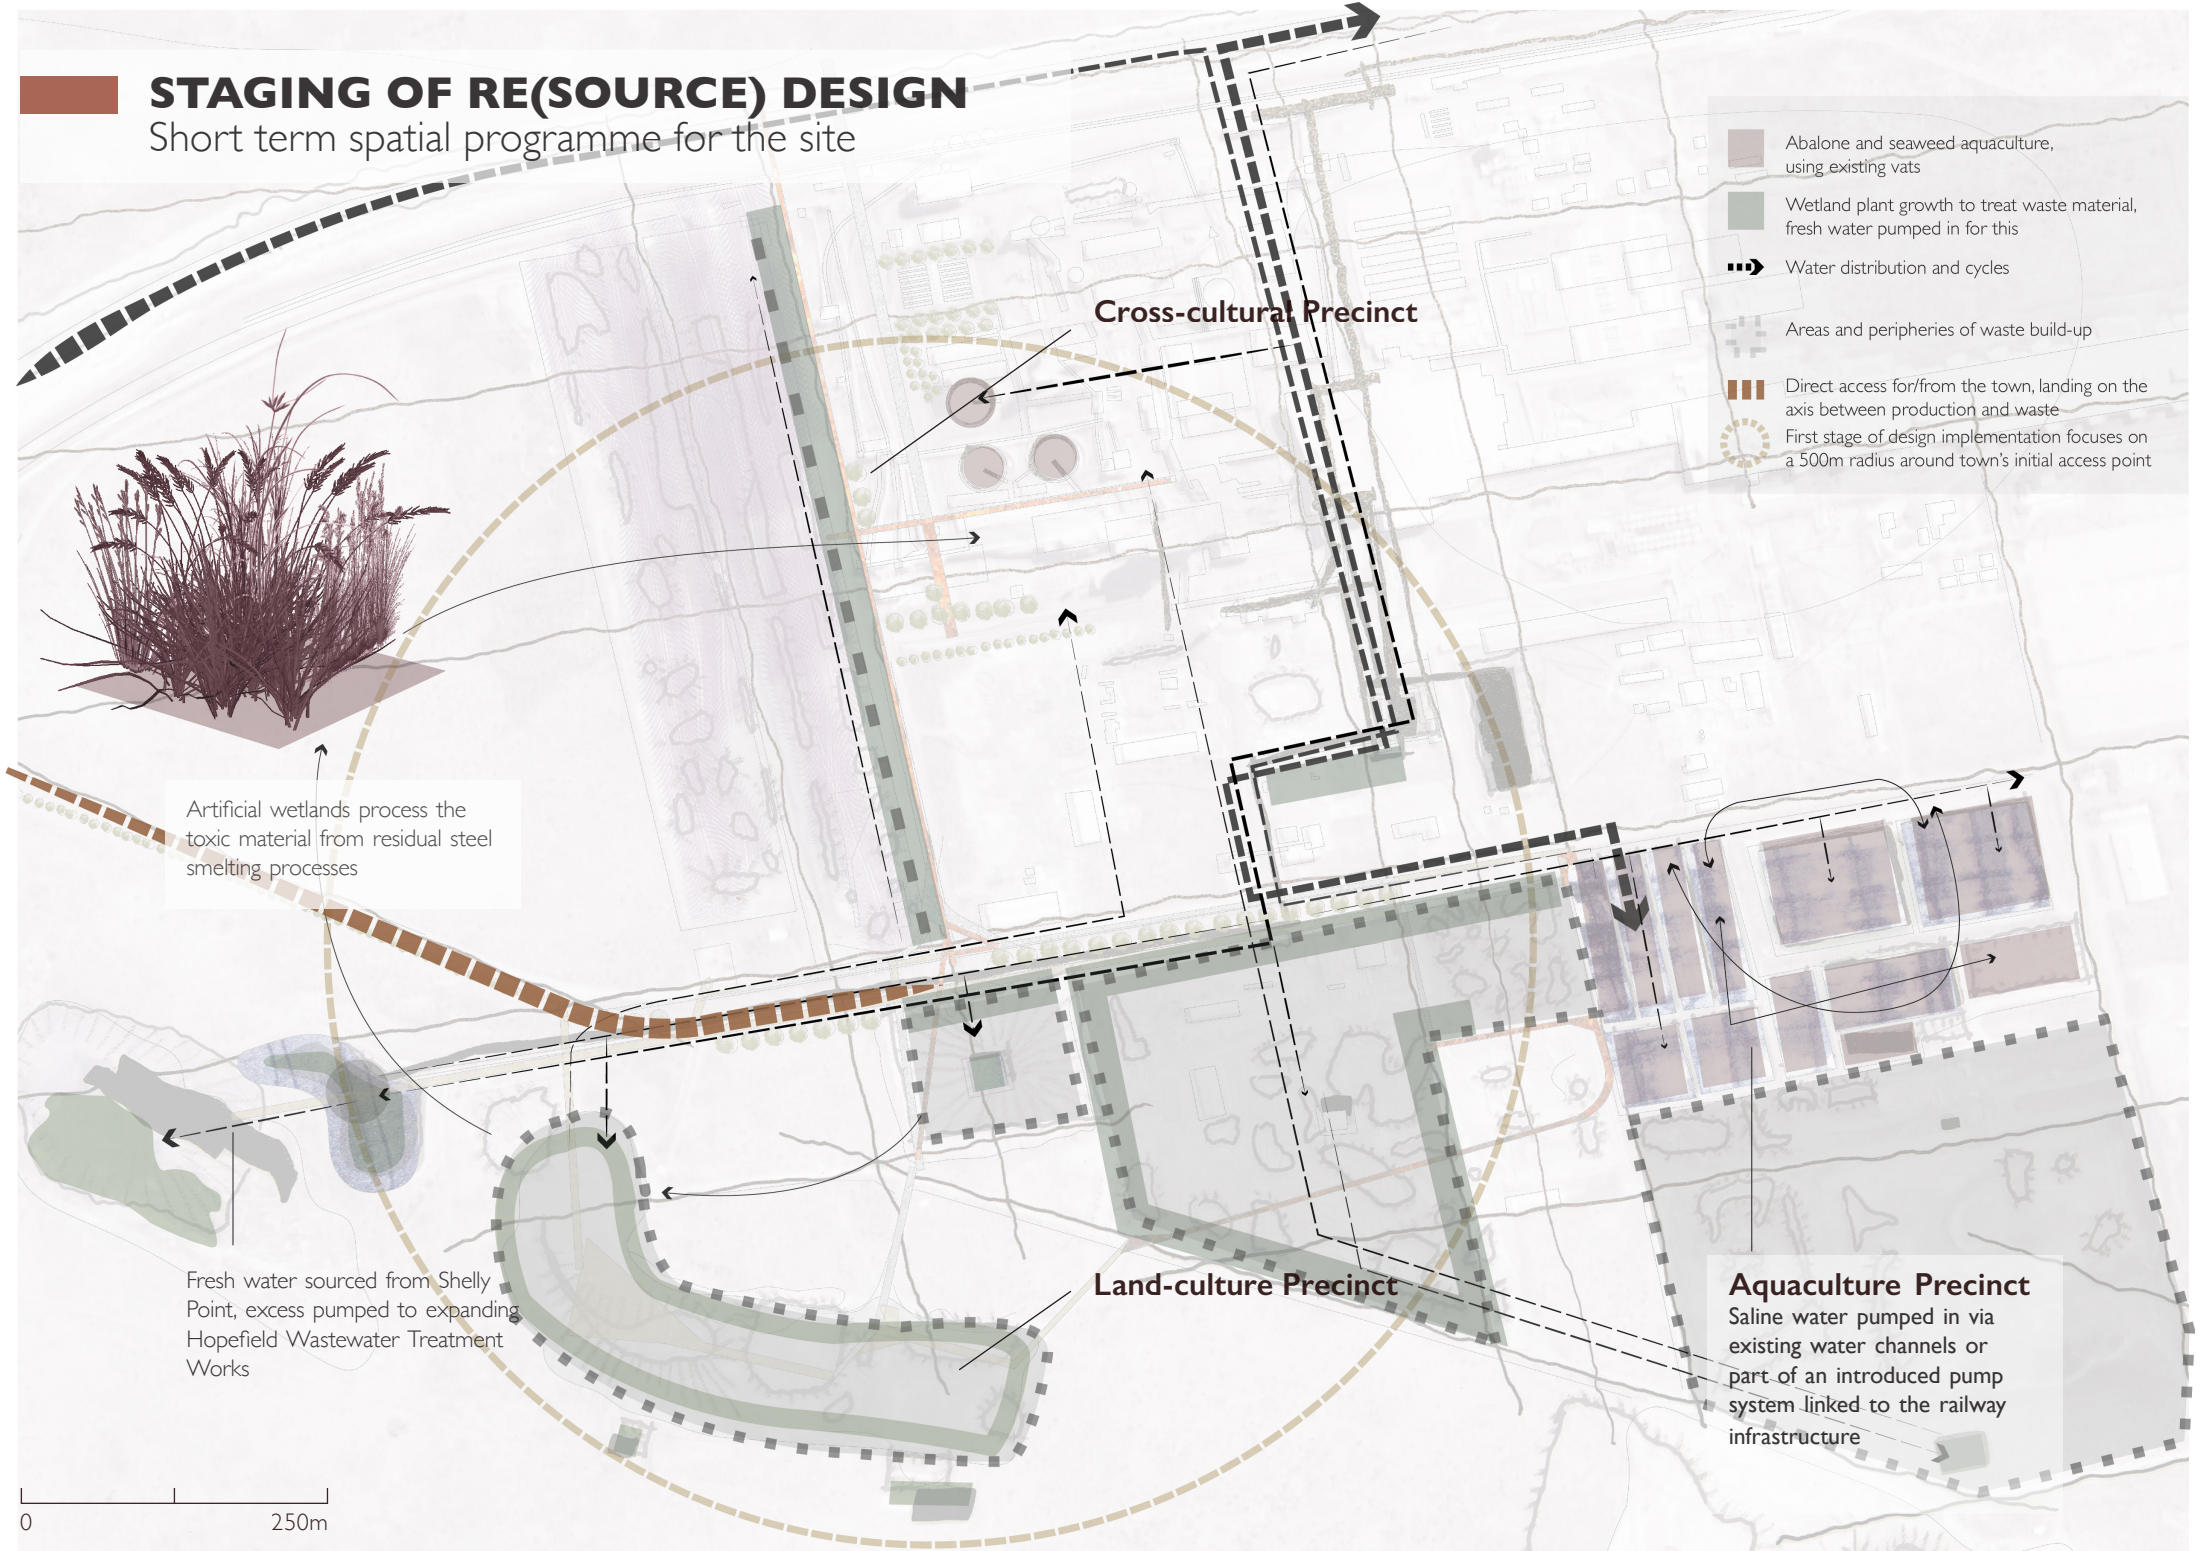 STAGING OF RE(SOURCE) DESIGN
Short term spatial programme for the site
Abalone and seaweed aquaculture,
using existing vats
Wetland plant growth to treat waste material,
fresh water pumped in for this
Water distribution and cycles
Areas and peripheries of waste build-up
Direct access for/from the town, landing on the
axis between production and waste
First stage of design implementation focuses on
a 500m radius around town's initial access point
Cross-cultural Precinct
Artificial wetlands process the
toxic material from residual steel
smelting processes
Fresh water sourced from Shelly
Point, excess pumped to expanding
Hopefield Wastewater Treatment
Works
Land-culture Precinct
Aquaculture Precinct
Saline water pumped in via
existing water channels or
part of an introduced pump
system linked to the railway
infrastructure
0 250m